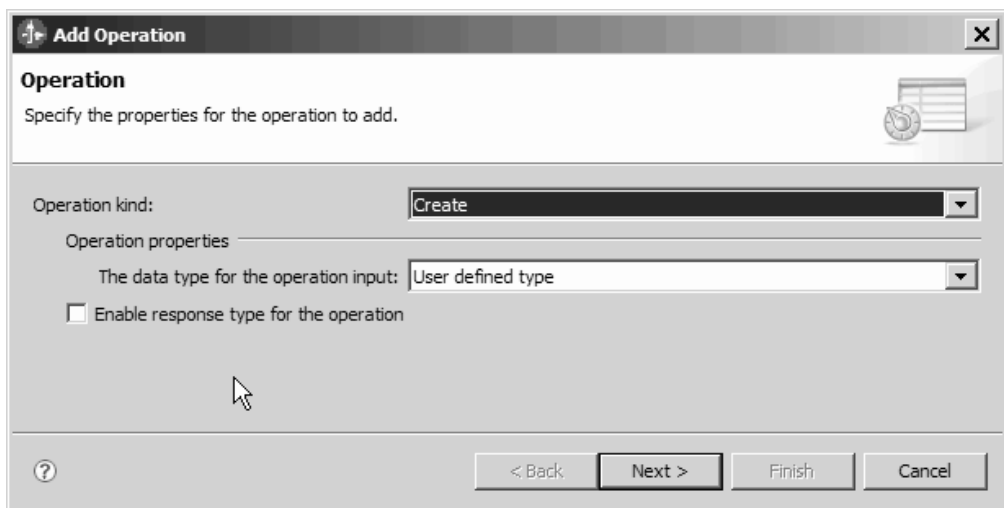 Add Operation
Operation
Specify the properties for the operation to add.
Operation kind: Create
Operation properties
The data type for the operation input: User defined type
Enable response type for the operation
< Back Next > Finish Cancel